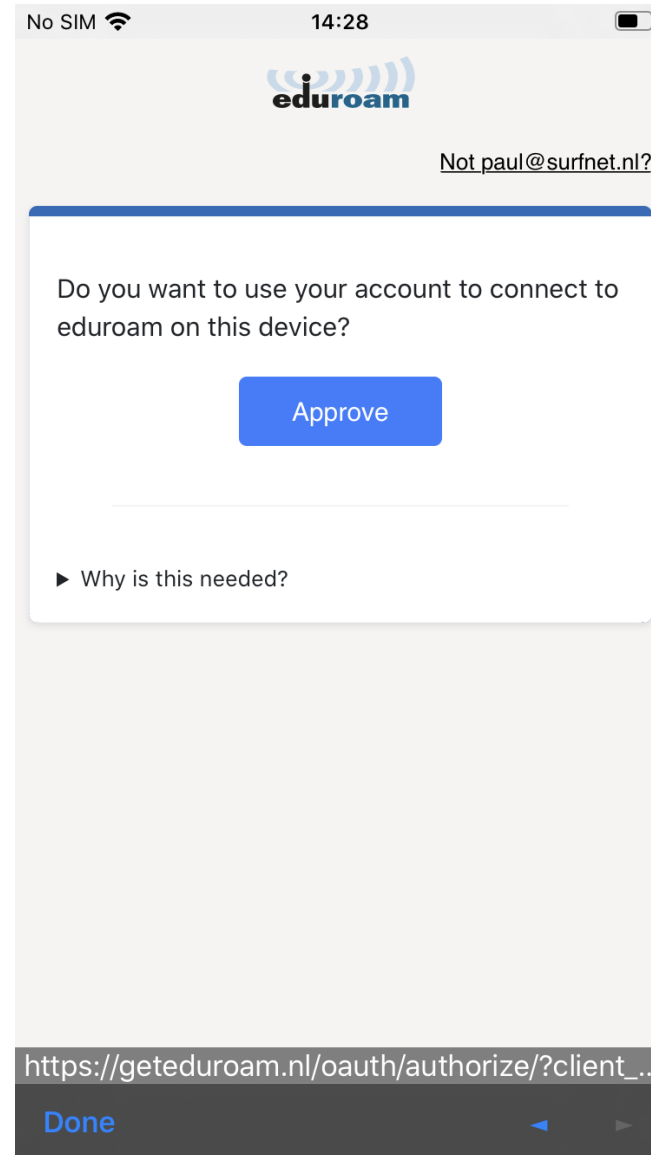 No SIM 14:28
eduroam
Not paul@surfnet.nl?
Do you want to use your account to connect to
eduroam on this device?
Approve
▶ Why is this needed?
https://geteduroam.nl/oauth/authorize/?client_...
Done ◄ ►